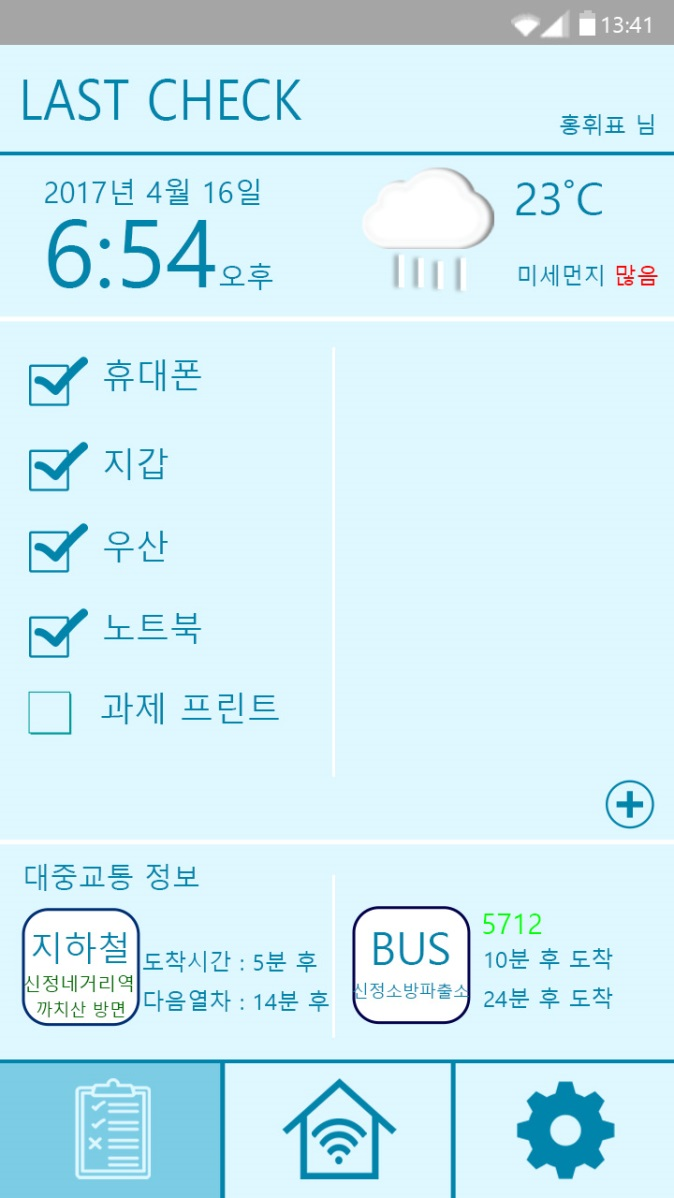 13:41
LAST CHECK
홍휘표 님
2017년 4월 16일
6:54 오후
23°C
미세먼지 많음
휴대폰
지갑
우산
노트북
과제 프린트
대중교통 정보
지하철
신정네거리역
까치산 방면
도착시간 : 5분 후
다음열차 : 14분 후
BUS
신정소방파출소
5712
10분 후 도착
24분 후 도착